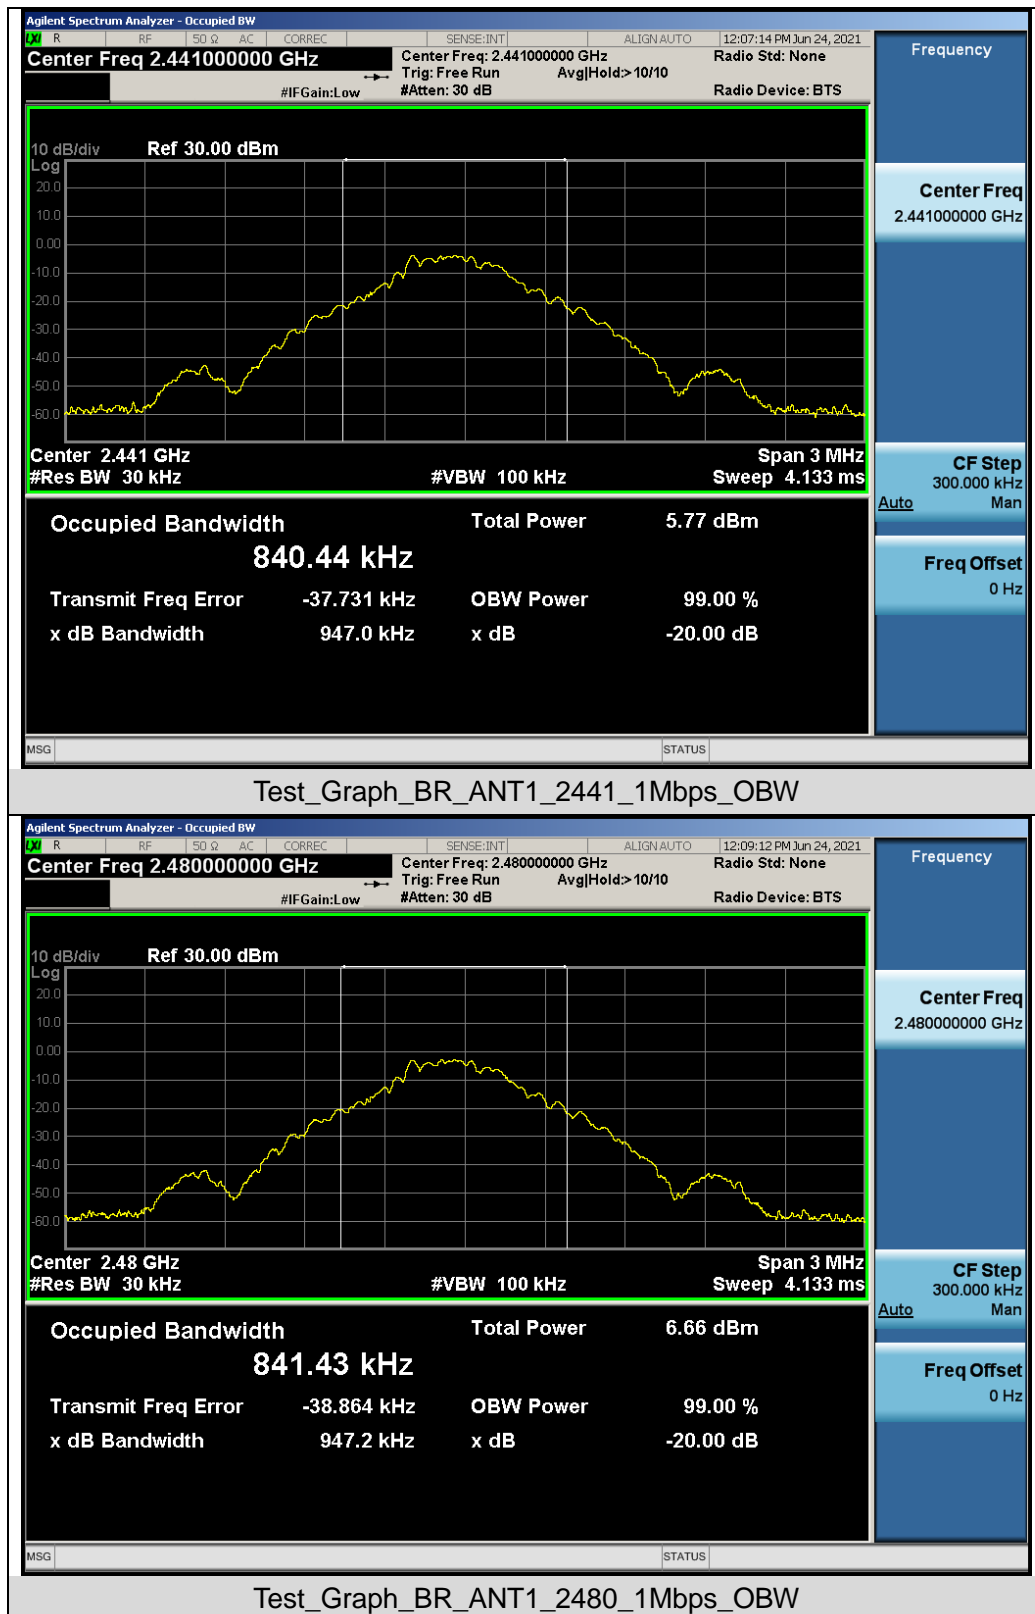 Agilent Spectrum Analyzer - Occupied BW
LXI R RF 50 Ω AC CORREC SENSE:INT ALIGN AUTO 12:07:14 PM Jun 24, 2021
Center Freq 2.441000000 GHz
Center Freq: 2.441000000 GHz
Radio Std: None
Trig: Free Run
Avg|Hold:> 10/10
#IFGain:Low
#Atten: 30 dB
Radio Device: BTS
Frequency
10 dB/div
Ref 30.00 dBm
Log
20.0
10.0
0.00
-10.0
-20.0
-30.0
-40.0
-50.0
-60.0
Center 2.441 GHz
Span 3 MHz
#Res BW 30 kHz
#VBW 100 kHz
Sweep 4.133 ms
Center Freq
2.441000000 GHz
CF Step
300.000 kHz
Auto Man
Freq Offset
0 Hz
Occupied Bandwidth
Total Power 5.77 dBm
840.44 kHz
Transmit Freq Error -37.731 kHz OBW Power 99.00 %
x dB Bandwidth 947.0 kHz x dB -20.00 dB
MSG STATUS
Test_Graph_BR_ANT1_2441_1Mbps_OBW
Agilent Spectrum Analyzer - Occupied BW
LXI R RF 50 Ω AC CORREC SENSE:INT ALIGN AUTO 12:09:12 PM Jun 24, 2021
Center Freq 2.480000000 GHz
Center Freq: 2.480000000 GHz
Radio Std: None
Trig: Free Run
Avg|Hold:> 10/10
#IFGain:Low
#Atten: 30 dB
Radio Device: BTS
Frequency
10 dB/div
Ref 30.00 dBm
Log
20.0
10.0
0.00
-10.0
-20.0
-30.0
-40.0
-50.0
-60.0
Center 2.48 GHz
Span 3 MHz
#Res BW 30 kHz
#VBW 100 kHz
Sweep 4.133 ms
Center Freq
2.480000000 GHz
CF Step
300.000 kHz
Auto Man
Freq Offset
0 Hz
Occupied Bandwidth
Total Power 6.66 dBm
841.43 kHz
Transmit Freq Error -38.864 kHz OBW Power 99.00 %
x dB Bandwidth 947.2 kHz x dB -20.00 dB
MSG STATUS
Test_Graph_BR_ANT1_2480_1Mbps_OBW